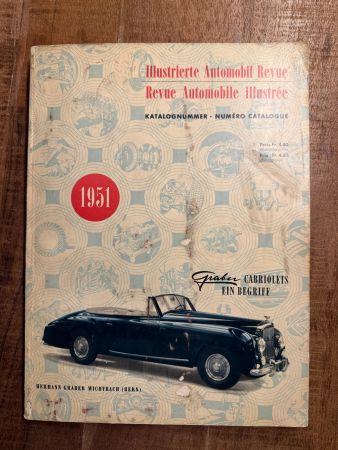 Illustrierte Automobil Revue
Revue Automobile illustrée
KATALOGNUMMER - NUMÉRO CATALOGUE
1951
Graber CABRIOLETS
EIN BEGRIFF
HERMANN GRABER WICHTRACH (BERN)